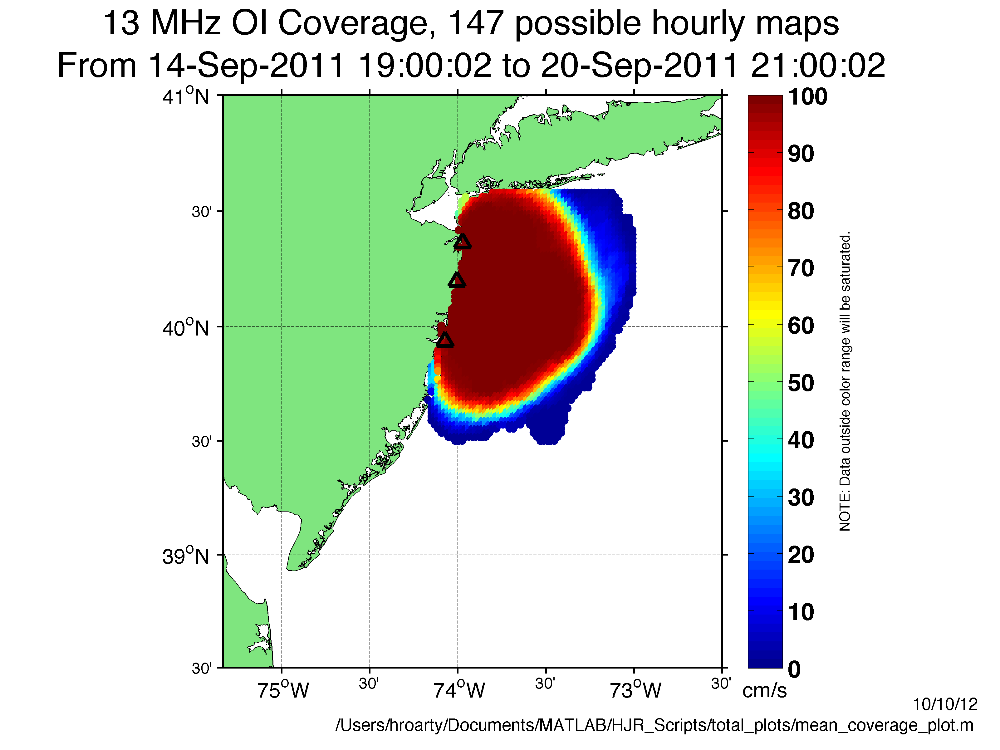 13 MHz OI Coverage, 147 possible hourly maps
From 14-Sep-2011 19:00:02 to 20-Sep-2011 21:00:02
41°N
30'
40°N
30'
39°N
30'
75°W
30'
74°W
30'
73°W
30'
100
90
80
70
60
50
40
30
20
10
0
cm/s
NOTE: Data outside color range will be saturated.
10/10/12
/Users/hroarty/Documents/MATLAB/HJR_Scripts/total_plots/mean_coverage_plot.m